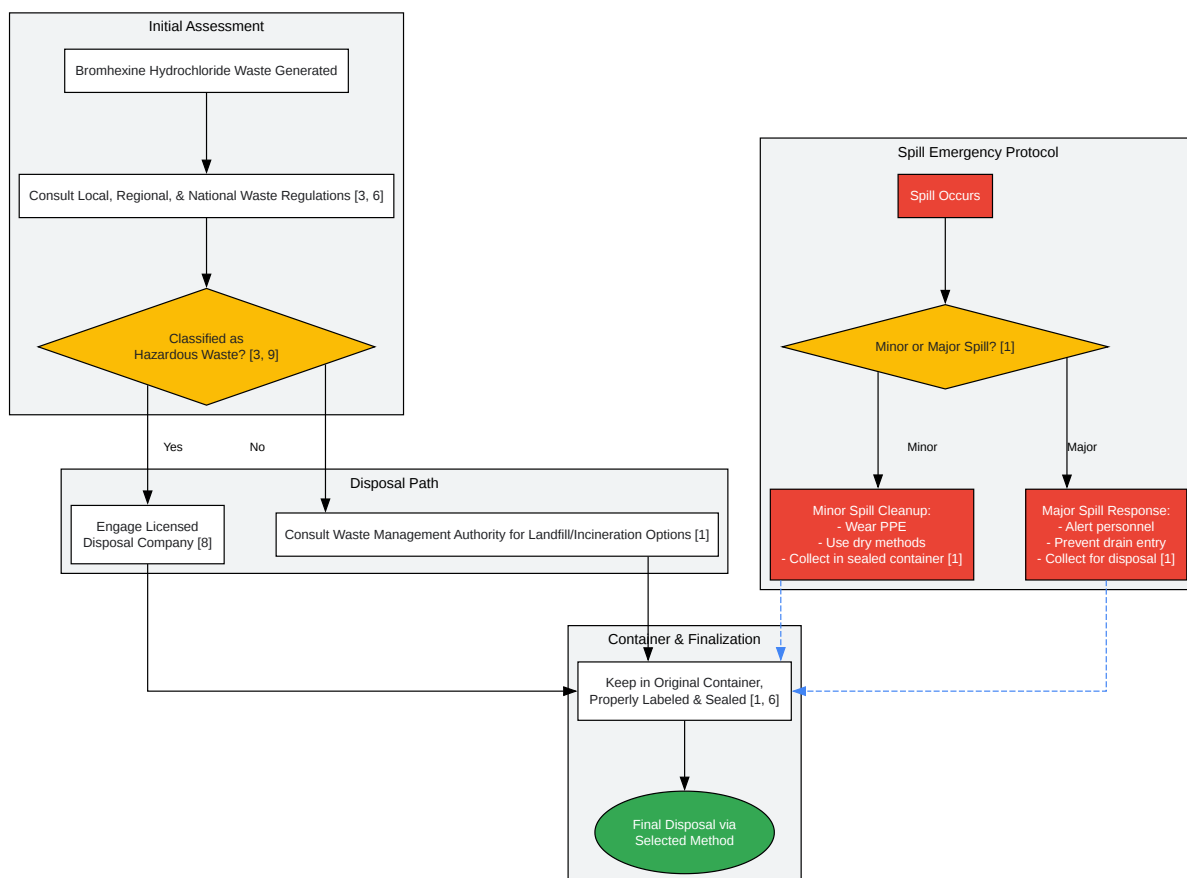 Initial Assessment
Bromhexine Hydrochloride Waste Generated
Consult Local, Regional, & National Waste Regulations [3, 6]
Classified as
Hazardous Waste? [3, 9]
Yes
No
Disposal Path
Engage Licensed
Disposal Company [8]
Consult Waste Management Authority for Landfill/Incineration Options [1]
Spill Emergency Protocol
Spill Occurs
Minor or Major Spill? [1]
Minor
Major
Minor Spill Cleanup:
- Wear PPE
- Use dry methods
- Collect in sealed container [1]
Major Spill Response:
- Alert personnel
- Prevent drain entry
- Collect for disposal [1]
Container & Finalization
Keep in Original Container,
Properly Labeled & Sealed [1, 6]
Final Disposal via
Selected Method